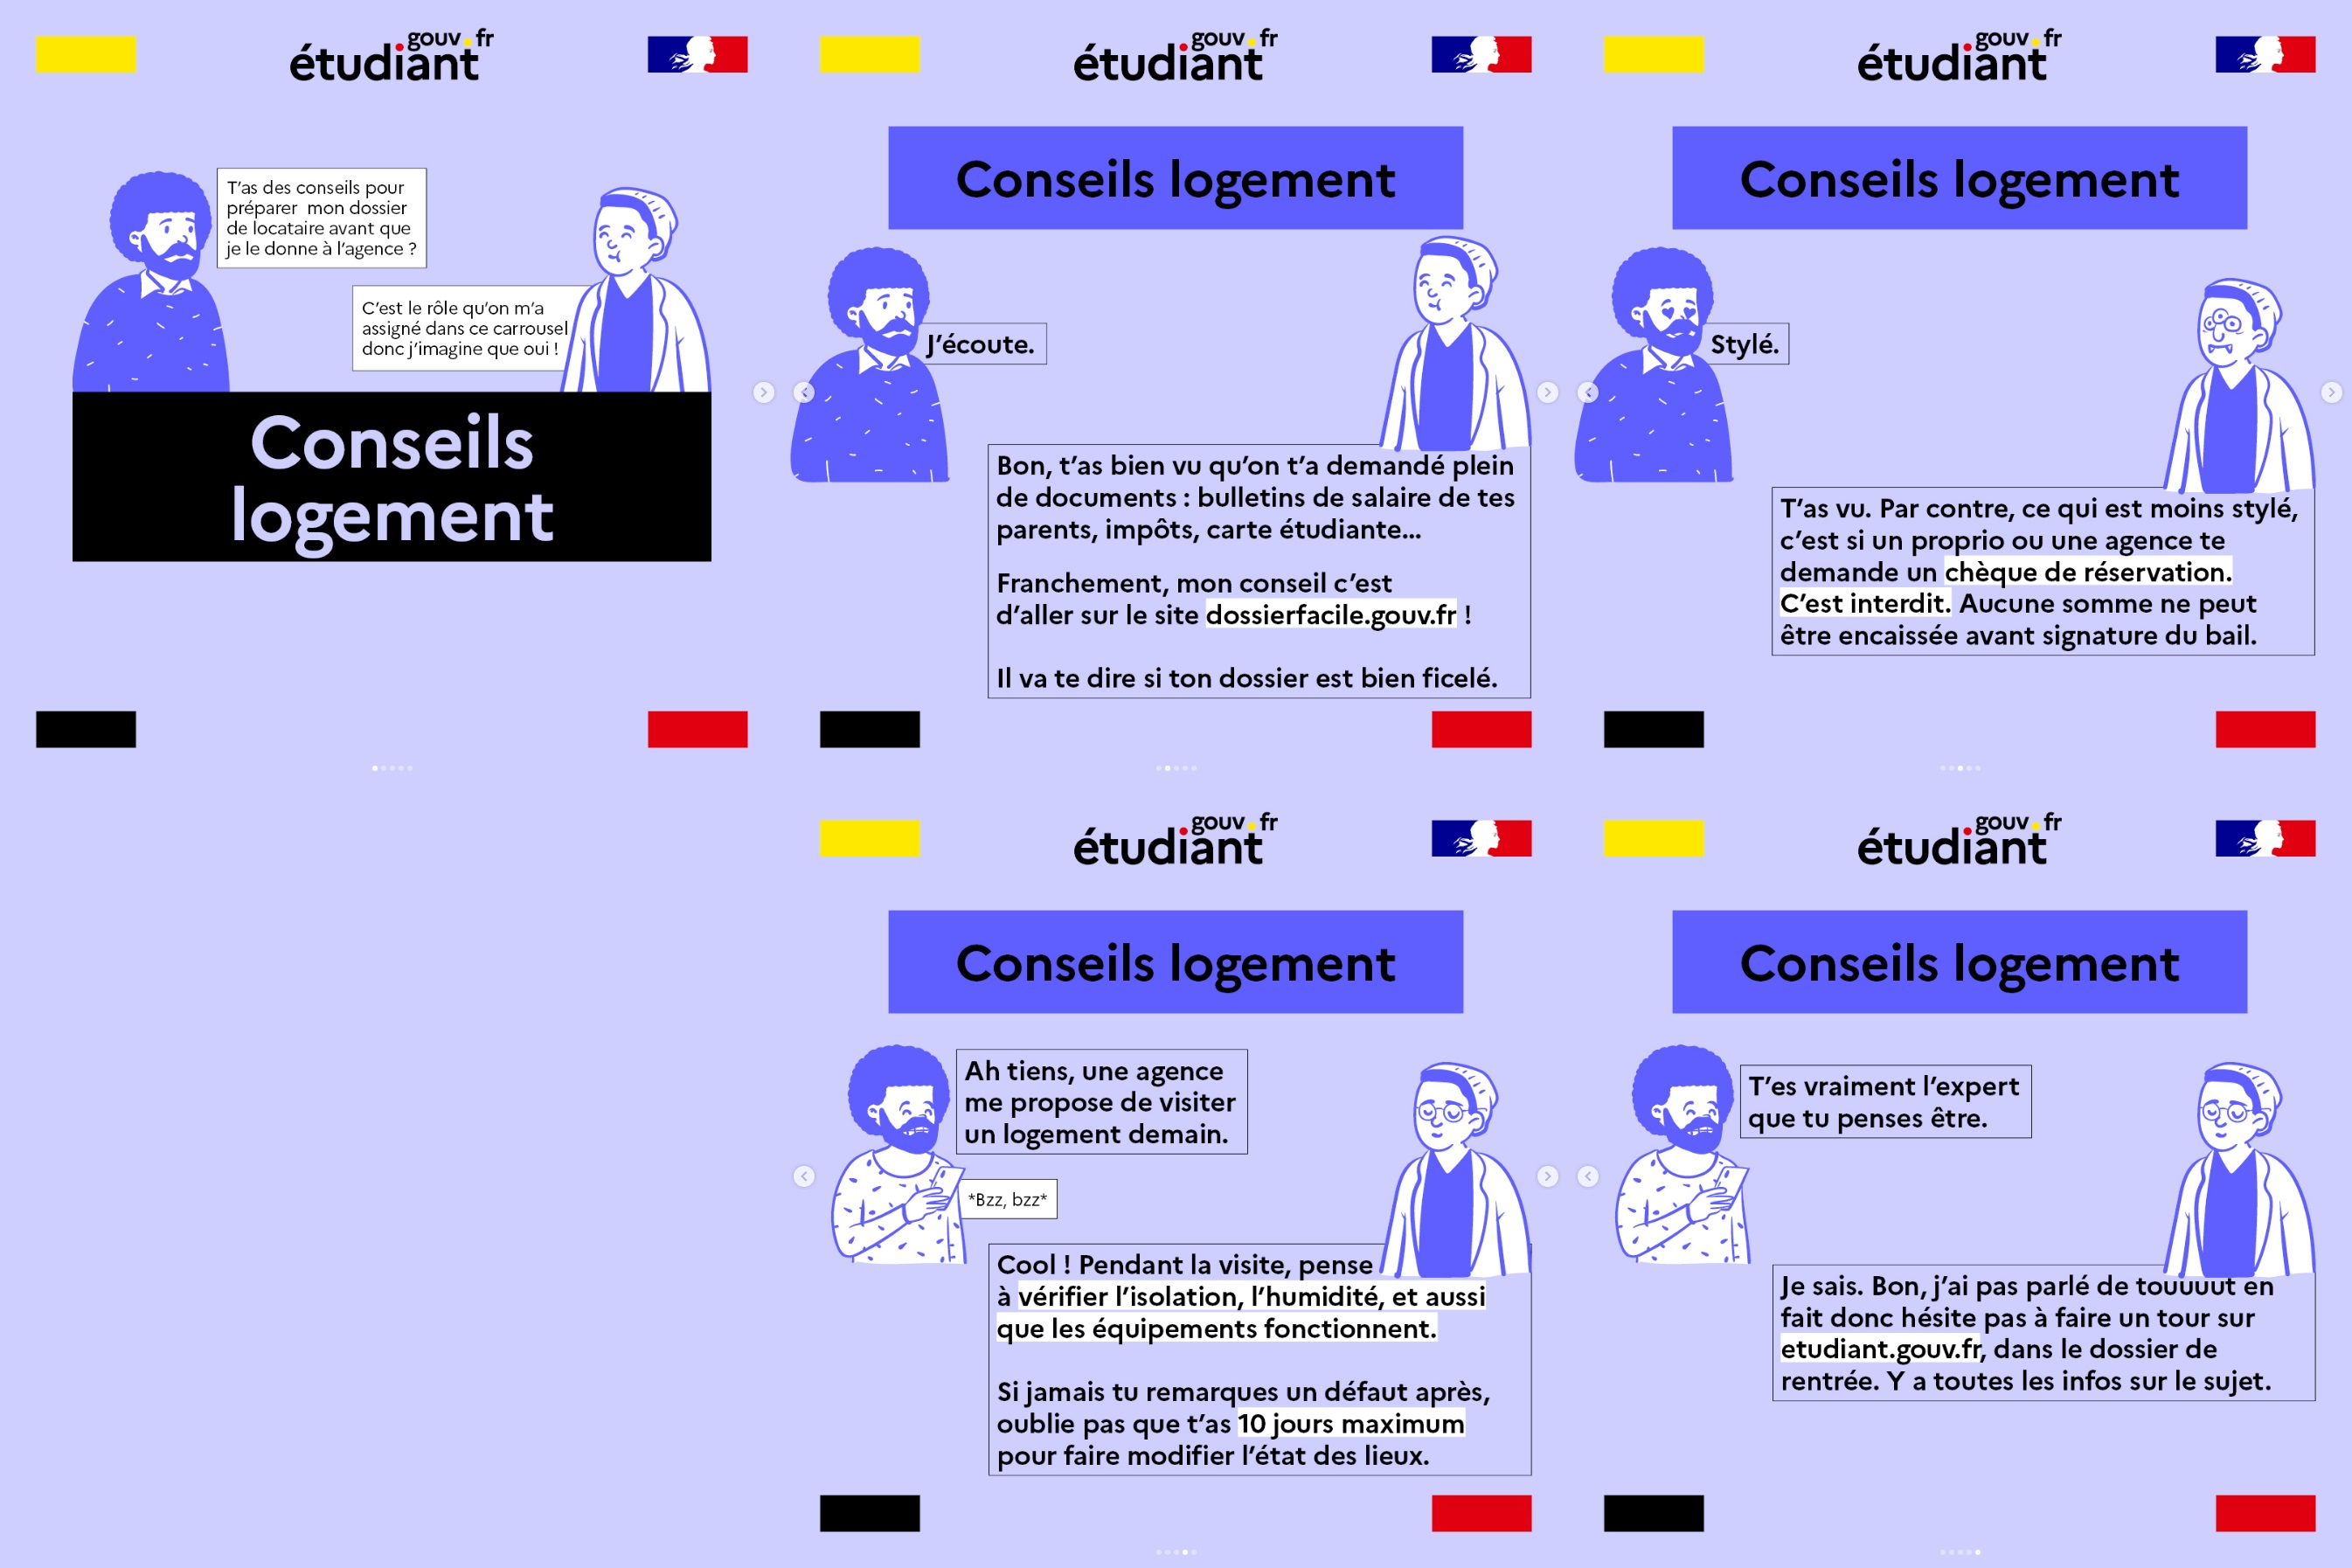 étudiant.gouv.fr
T'as des conseils pour
préparer mon dossier
de locataire avant que
je le donne à l'agence ?
C'est le rôle qu'on m'a
assigné dans ce carrousel
donc j'imagine que oui !
Conseils
logement
étudiant.gouv.fr
Conseils logement
J'écoute.
Bon, t'as bien vu qu'on t'a demandé plein
de documents : bulletins de salaire de tes
parents, impôts, carte étudiante...
Franchement, mon conseil c'est
d'aller sur le site dossierfacile.gouv.fr !
Il va te dire si ton dossier est bien ficelé.
étudiant.gouv.fr
Conseils logement
Stylé.
T'as vu. Par contre, ce qui est moins stylé,
c'est si un proprio ou une agence te
demande un chèque de réservation.
C'est interdit. Aucune somme ne peut
être encaissée avant signature du bail.
étudiant.gouv.fr
Conseils logement
Ah tiens, une agence
me propose de visiter
un logement demain.
*Bzz, bzz*
Cool ! Pendant la visite, pense
à vérifier l'isolation, l'humidité, et aussi
que les équipements fonctionnent.
Si jamais tu remarques un défaut après,
oublie pas que t'as 10 jours maximum
pour faire modifier l'état des lieux.
étudiant.gouv.fr
Conseils logement
T'es vraiment l'expert
que tu penses être.
Je sais. Bon, j'ai pas parlé de touuuut en
fait donc hésite pas à faire un tour sur
etudiant.gouv.fr, dans le dossier de
rentrée. Y a toutes les infos sur le sujet.